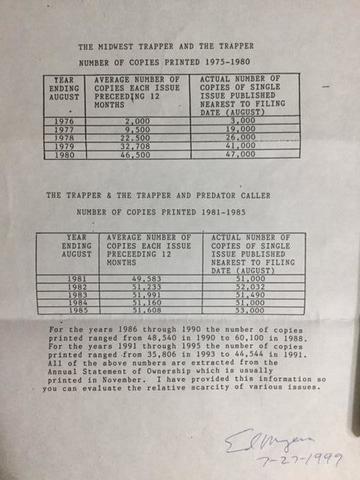 THE MIDWEST TRAPPER AND THE TRAPPER
NUMBER OF COPIES PRINTED 1975-1980
YEAR ENDING AUGUST | AVERAGE NUMBER OF COPIES EACH ISSUE PRECEEDING 12 MONTHS | ACTUAL NUMBER OF COPIES OF SINGLE ISSUE PUBLISHED NEAREST TO FILING DATE (AUGUST)
1976 | 2,000 | 3,000
1977 | 9,500 | 19,000
1978 | 22,500 | 26,000
1979 | 32,708 | 41,000
1980 | 46,500 | 47,000
THE TRAPPER & THE TRAPPER AND PREDATOR CALLER
NUMBER OF COPIES PRINTED 1981-1985
YEAR ENDING AUGUST | AVERAGE NUMBER OF COPIES EACH ISSUE PRECEEDING 12 MONTHS | ACTUAL NUMBER OF COPIES OF SINGLE ISSUE PUBLISHED NEAREST TO FILING DATE (AUGUST)
1981 | 49,583 | 51,000
1982 | 51,233 | 52,032
1983 | 51,991 | 51,490
1984 | 51,160 | 51,000
1985 | 51,608 | 53,000
For the years 1986 through 1990 the number of copies
printed ranged from 48,540 in 1990 to 60,100 in 1988.
For the years 1991 through 1995 the number of copies
printed ranged from 35,806 in 1993 to 44,544 in 1991.
All of the above numbers are extracted from the
Annual Statement of Ownership which is usually
printed in November. I have provided this information so
you can evaluate the relative scarcity of various issues.
Ed
7-27-1999